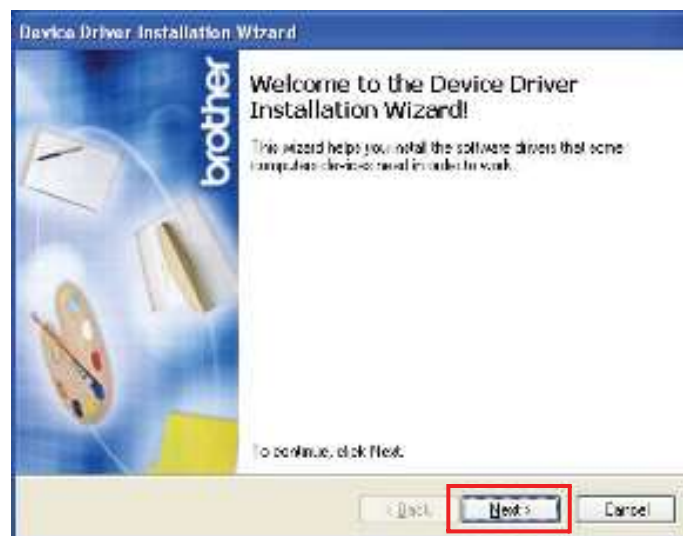 Device Driver Installation Wizard
brother
Welcome to the Device Driver
Installation Wizard!
This wizard helps you install the software drivers that some
computers devices need in order to work.
To continue, click Next.
< Back
Next >
Cancel